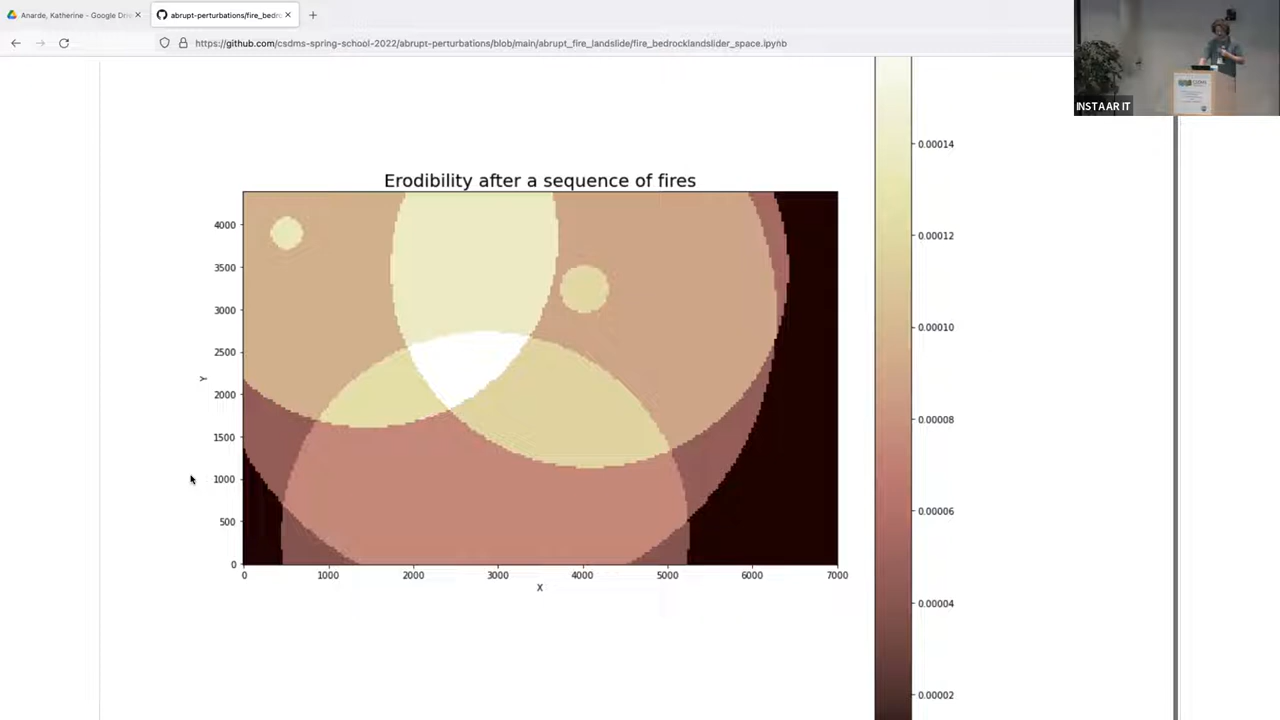 Anarde, Katherine - Google Dri
abrupt-perturbations/fire_bedro
https://github.com/csdms-spring-school-2022/abrupt-perturbations/blob/main/abrupt_fire_landslide/fire_bedrocklandslider_space.ipynb
INSTAAR IT
Erodibility after a sequence of fires
4000
3500
3000
2500
2000
1500
1000
500
0
Y
0 1000 2000 3000 4000 5000 6000 7000
X
0.00014
0.00012
0.00010
0.00008
0.00006
0.00004
0.00002